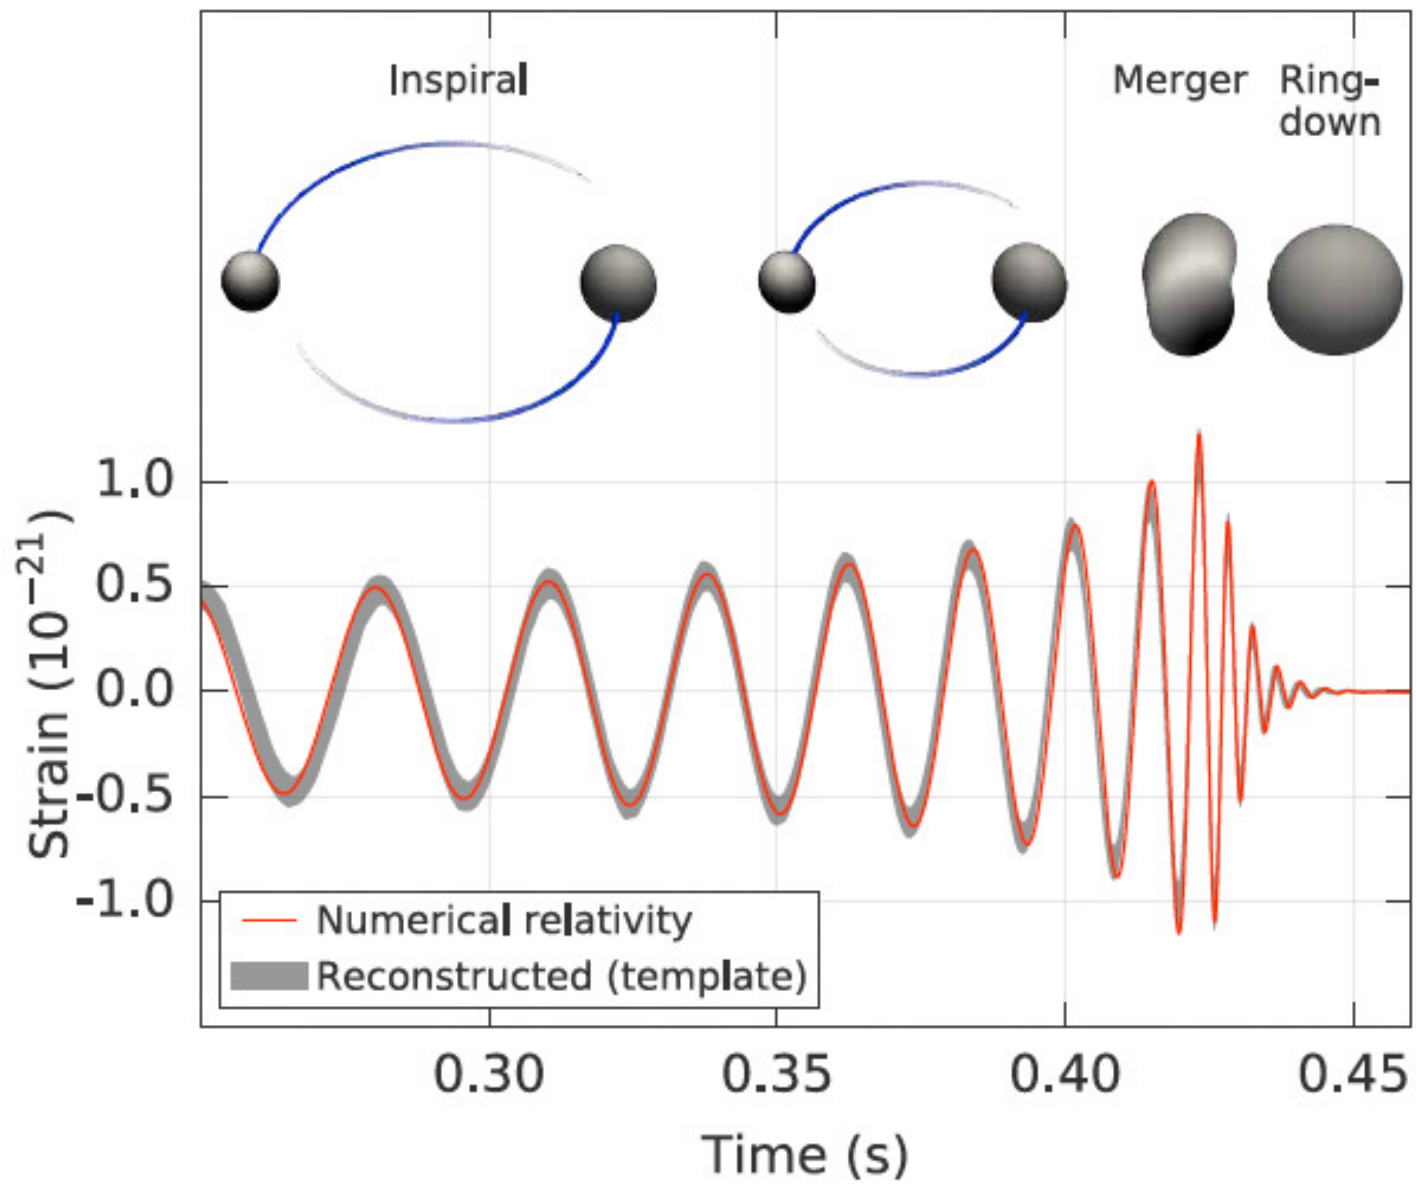 Inspiral
Merger
Ring-
down
1.0
0.5
0.0
-0.5
-1.0
Strain (10⁻²¹)
Numerical relativity
Reconstructed (template)
0.30
0.35
0.40
0.45
Time (s)